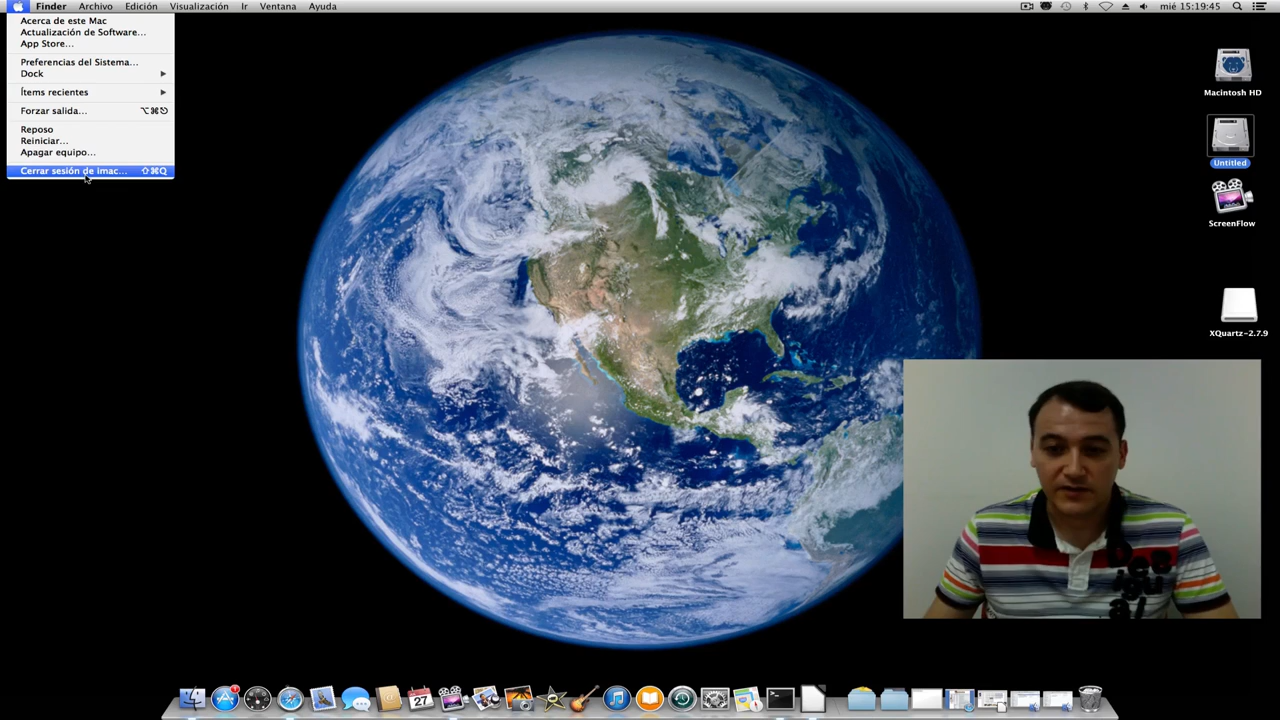 Finder Archivo Edición Visualización Ir Ventana Ayuda mié 15:19:45
Acerca de este Mac
Actualización de Software...
App Store...
Preferencias del Sistema...
Dock
Ítems recientes
Forzar salida... ⌥⌘⎋
Reposo
Reiniciar...
Apagar equipo...
Cerrar sesión de imac... ⇧⌘Q
Macintosh HD
Untitled
ScreenFlow
XQuartz-2.7.9
27